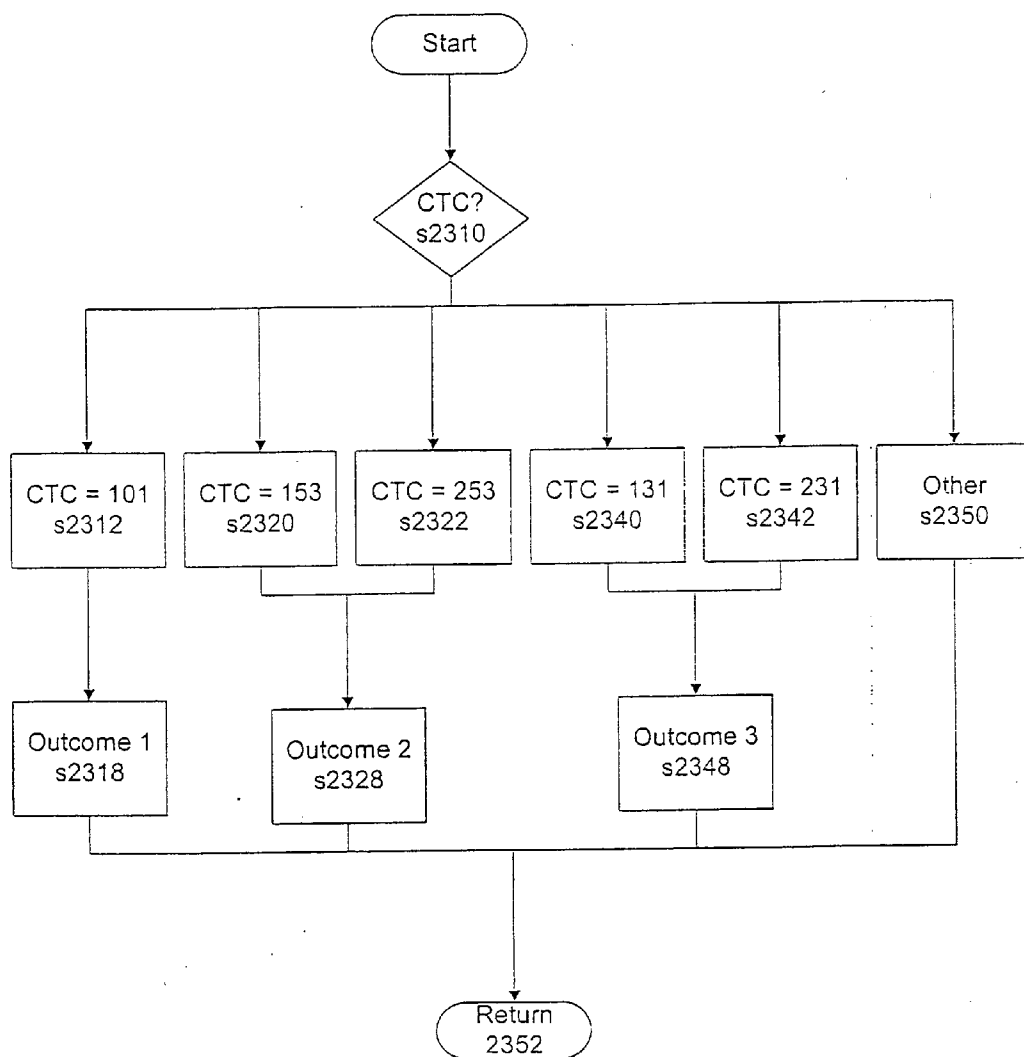 Start
CTC?
s2310
CTC = 101
s2312
CTC = 153
s2320
CTC = 253
s2322
CTC = 131
s2340
CTC = 231
s2342
Other
s2350
Outcome 1
s2318
Outcome 2
s2328
Outcome 3
s2348
Return
2352